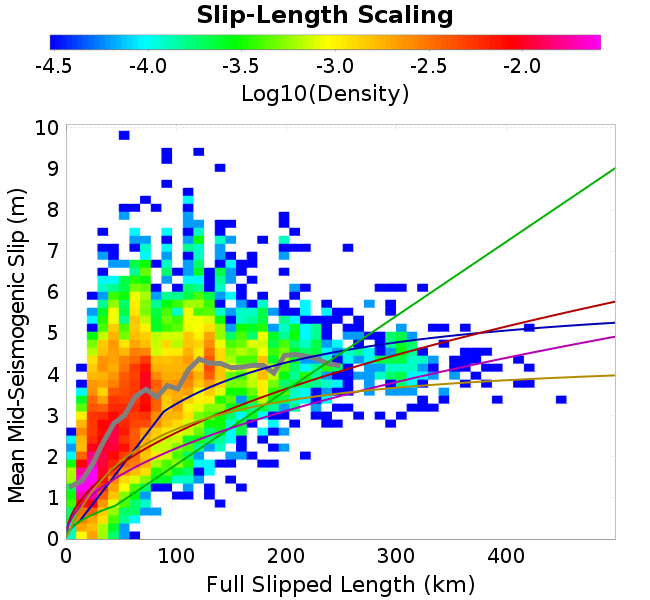 Slip-Length Scaling
-4.5 -4.0 -3.5 -3.0 -2.5 -2.0
Log10(Density)
10
9
8
7
6
5
4
3
2
1
0
Mean Mid-Seismogenic Slip (m)
0 100 200 300 400
Full Slipped Length (km)